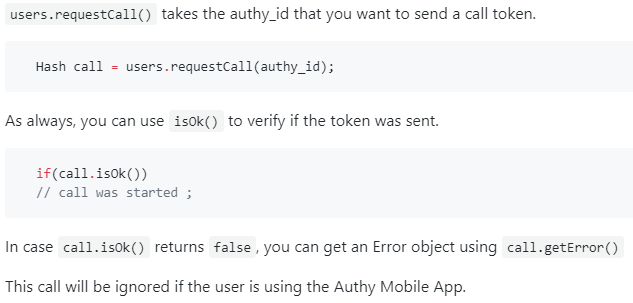 users.requestCall() takes the authy_id that you want to send a call token.
Hash call = users.requestCall(authy_id);
As always, you can use isOk() to verify if the token was sent.
if(call.isOk())
// call was started ;
In case call.isOk() returns false, you can get an Error object using call.getError()
This call will be ignored if the user is using the Authy Mobile App.